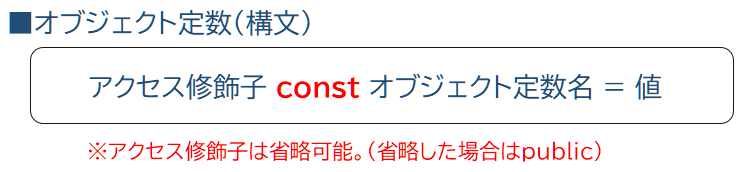 ■オブジェクト定数(構文)
アクセス修飾子 const オブジェクト定数名 = 値
※アクセス修飾子は省略可能。(省略した場合はpublic)